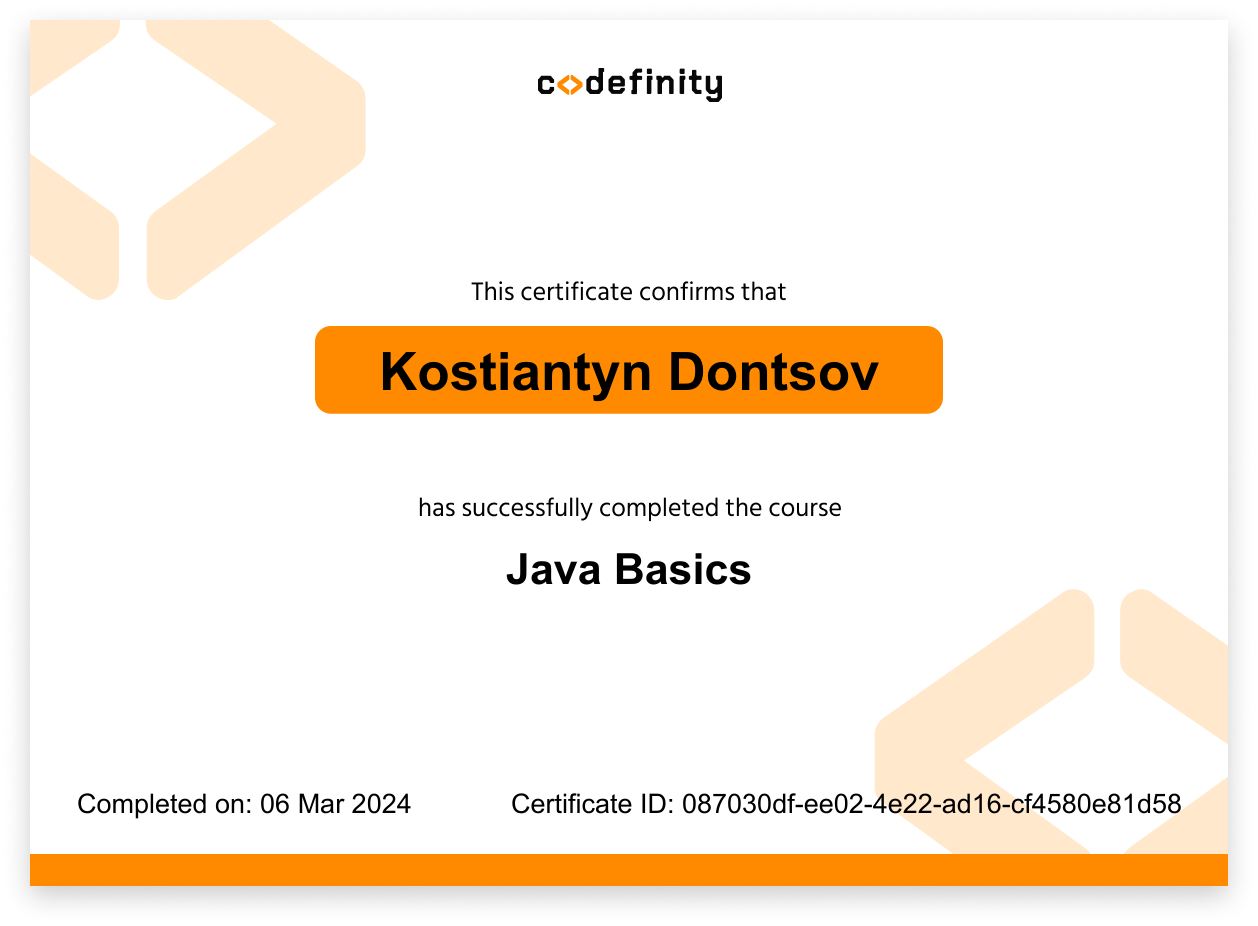 codefinity
This certificate confirms that
Kostiantyn Dontsov
has successfully completed the course
Java Basics
Completed on: 06 Mar 2024
Certificate ID: 087030df-ee02-4e22-ad16-cf4580e81d58